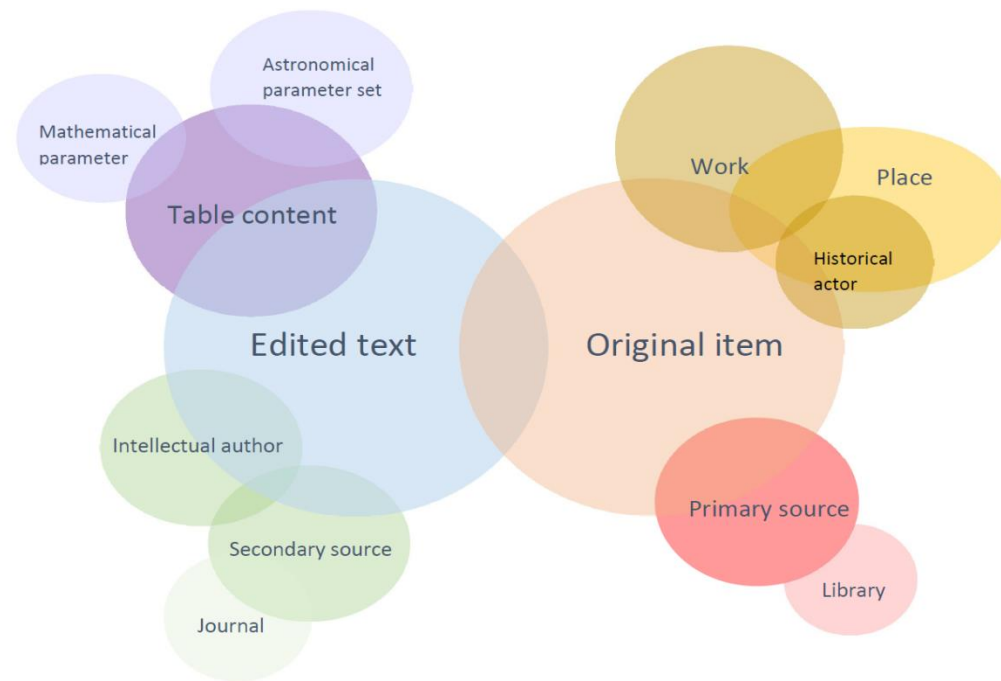 Astronomical
parameter set
Mathematical
parameter
Table content
Work
Place
Historical
actor
Edited text
Original item
Intellectual author
Secondary source
Journal
Primary source
Library